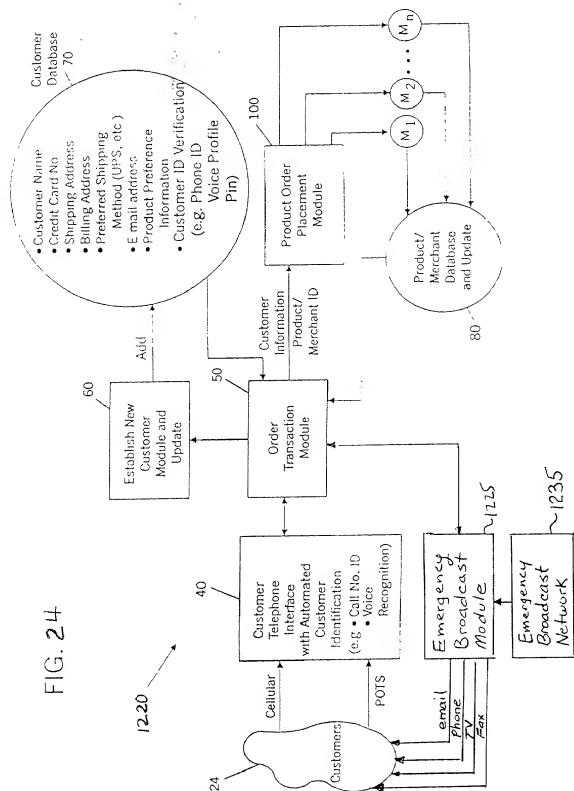 FIG. 24
1220
24
Customers
Cellular
POTS
email
Phone
TV
Fax
40
Customer
Telephone
Interface
with Automated
Customer
Identification
(e.g • Call No. ID
• Voice
Recognition)
Emergency
Broadcast
Module
1225
Emergency
Broadcast
Network
1235
60
Establish New
Customer
Module and
Update
50
Order
Transaction
Module
Add
Customer
Database
70
• Customer Name
• Credit Card No.
• Shipping Address
• Billing Address
• Preferred Shipping
Method (UPS, etc )
• E mail address
• Product Preference
Information
• Customer ID Verification
(e.g. Phone ID
Voice Profile
Pin)
Customer
Information
Product/
Merchant ID
100
Product Order
Placement
Module
M1
M2
• • •
Mn
Product/
Merchant
Database
and Update
80